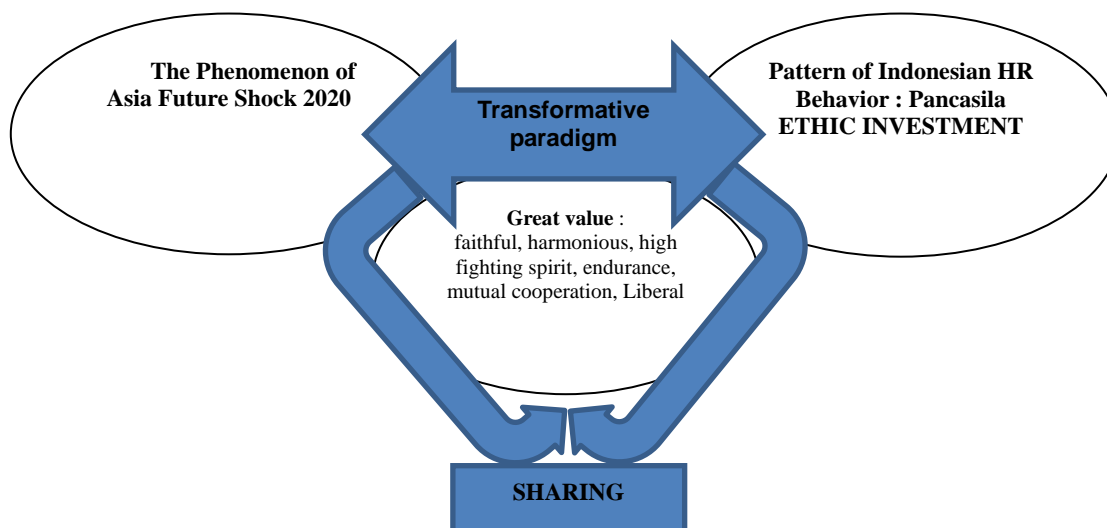 The Phenomenon of
Asia Future Shock 2020
Transformative
paradigm
Pattern of Indonesian HR
Behavior : Pancasila
ETHIC INVESTMENT
Great value :
faithful, harmonious, high
fighting spirit, endurance,
mutual cooperation, Liberal
SHARING